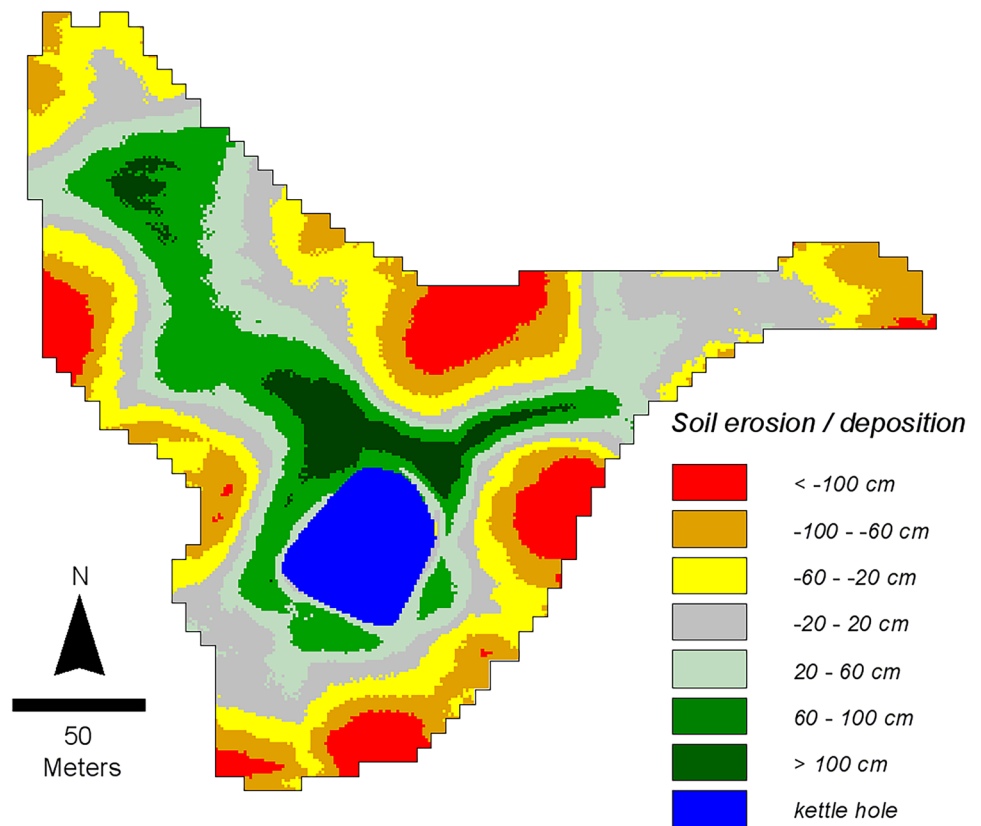 Soil erosion / deposition
< -100 cm
-100 - -60 cm
-60 - -20 cm
-20 - 20 cm
20 - 60 cm
60 - 100 cm
> 100 cm
kettle hole
N
50
Meters